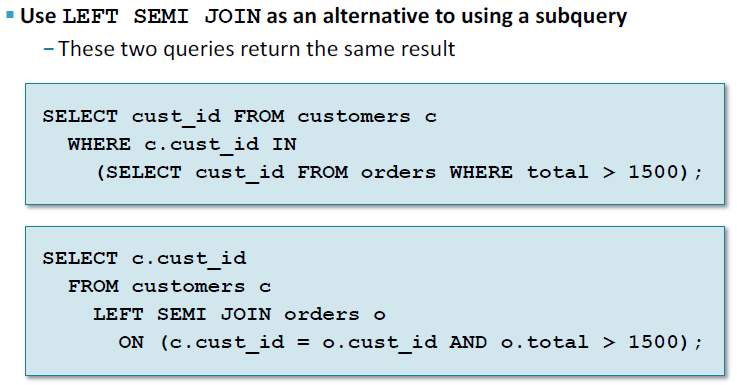 ▪ Use LEFT SEMI JOIN as an alternative to using a subquery
– These two queries return the same result
SELECT cust_id FROM customers c
WHERE c.cust_id IN
(SELECT cust_id FROM orders WHERE total > 1500);
SELECT c.cust_id
FROM customers c
LEFT SEMI JOIN orders o
ON (c.cust_id = o.cust_id AND o.total > 1500);